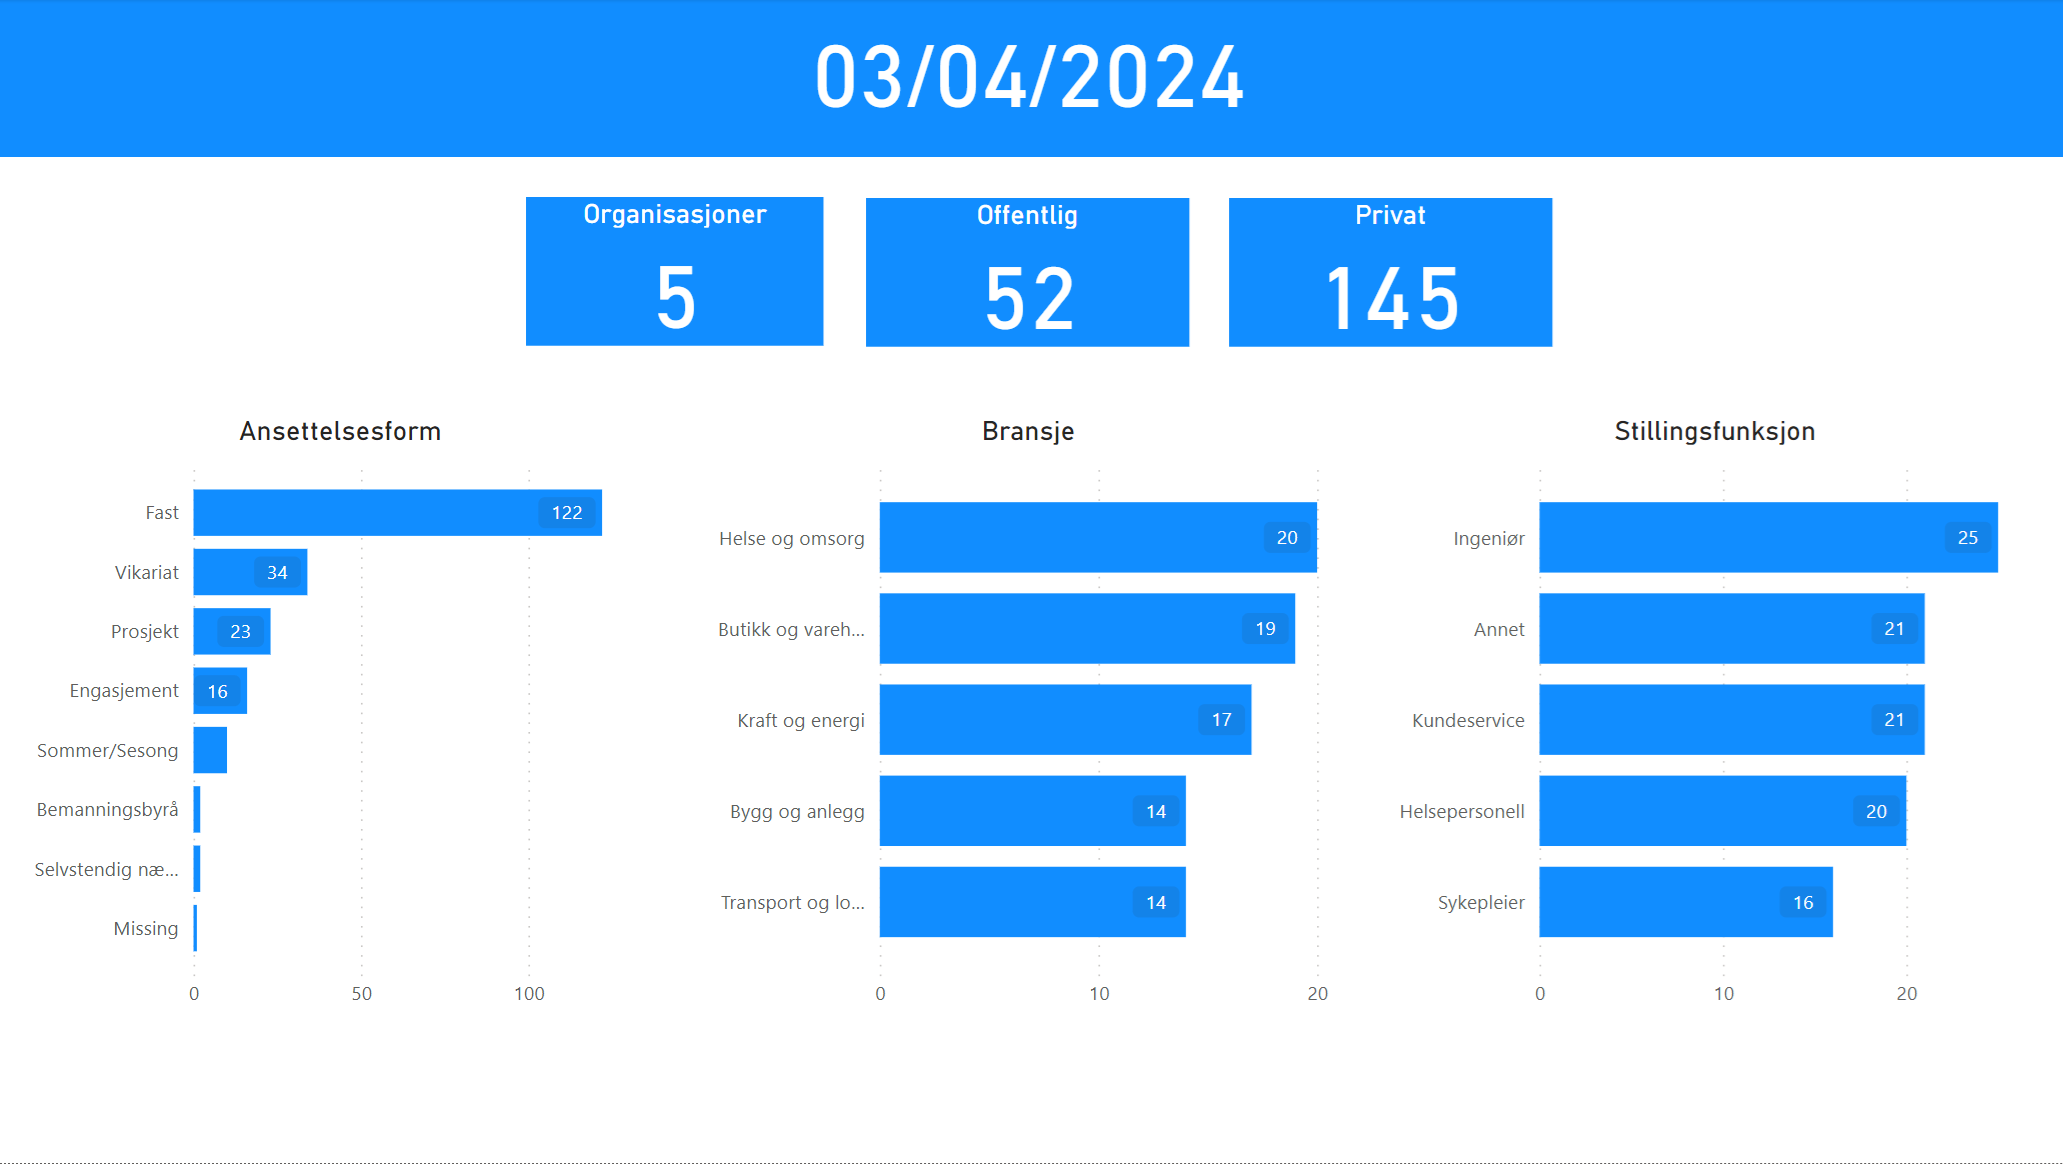 03/04/2024
Organisasjoner
5
Offentlig
52
Privat
145
Ansettelsesform
Fast
122
Vikariat
34
Prosjekt
23
Engasjement
16
Sommer/Sesong
Bemanningsbyrå
Selvstendig næ...
Missing
0 50 100
Bransje
Helse og omsorg
20
Butikk og vareh...
19
Kraft og energi
17
Bygg og anlegg
14
Transport og lo...
14
0 10 20
Stillingsfunksjon
Ingeniør
25
Annet
21
Kundeservice
21
Helsepersonell
20
Sykepleier
16
0 10 20